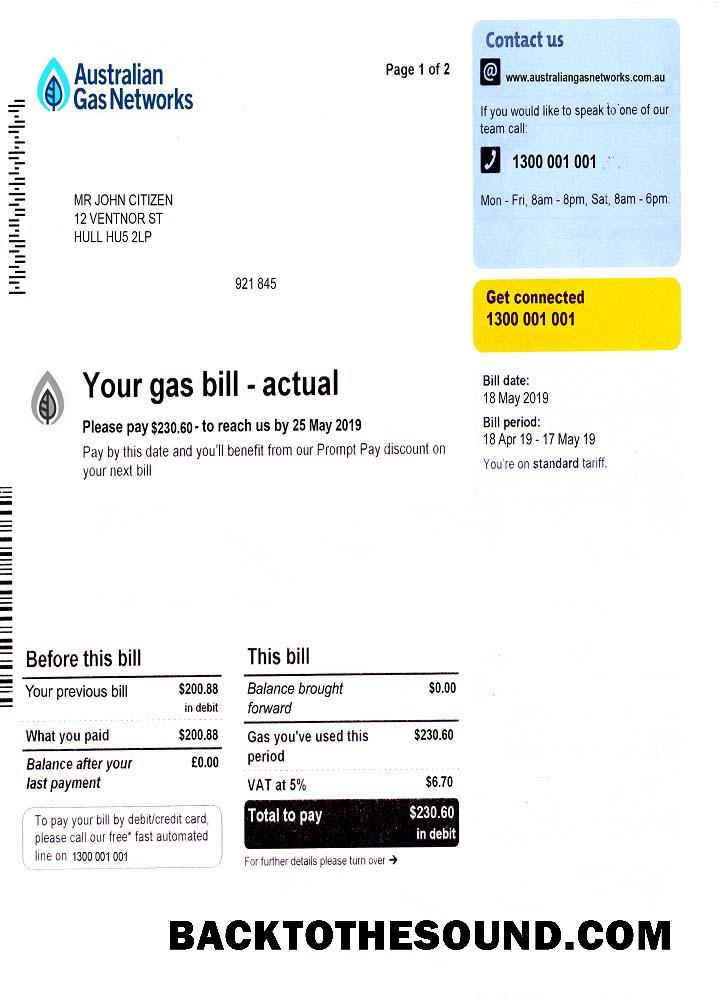 Australian
Gas Networks
Page 1 of 2
Contact us
@ www.australiangasnetworks.com.au
If you would like to speak to one of our
team call:
1300 001 001
Mon - Fri, 8am - 8pm, Sat, 8am - 6pm.
MR JOHN CITIZEN
12 VENTNOR ST
HULL HU5 2LP
921 845
Get connected
1300 001 001
Your gas bill - actual
Please pay $230.60- to reach us by 25 May 2019
Pay by this date and you'll benefit from our Prompt Pay discount on
your next bill
Bill date:
18 May 2019
Bill period:
18 Apr 19 - 17 May 19
You're on standard tariff.
Before this bill
Your previous bill $200.88
in debit
What you paid $200.88
Balance after your £0.00
last payment
To pay your bill by debit/credit card,
please call our free* fast automated
line on 1300 001 001
This bill
Balance brought $0.00
forward
Gas you've used this $230.60
period
VAT at 5% $6.70
Total to pay $230.60
in debit
For further details please turn over →
BACKTOTHESOUND.COM